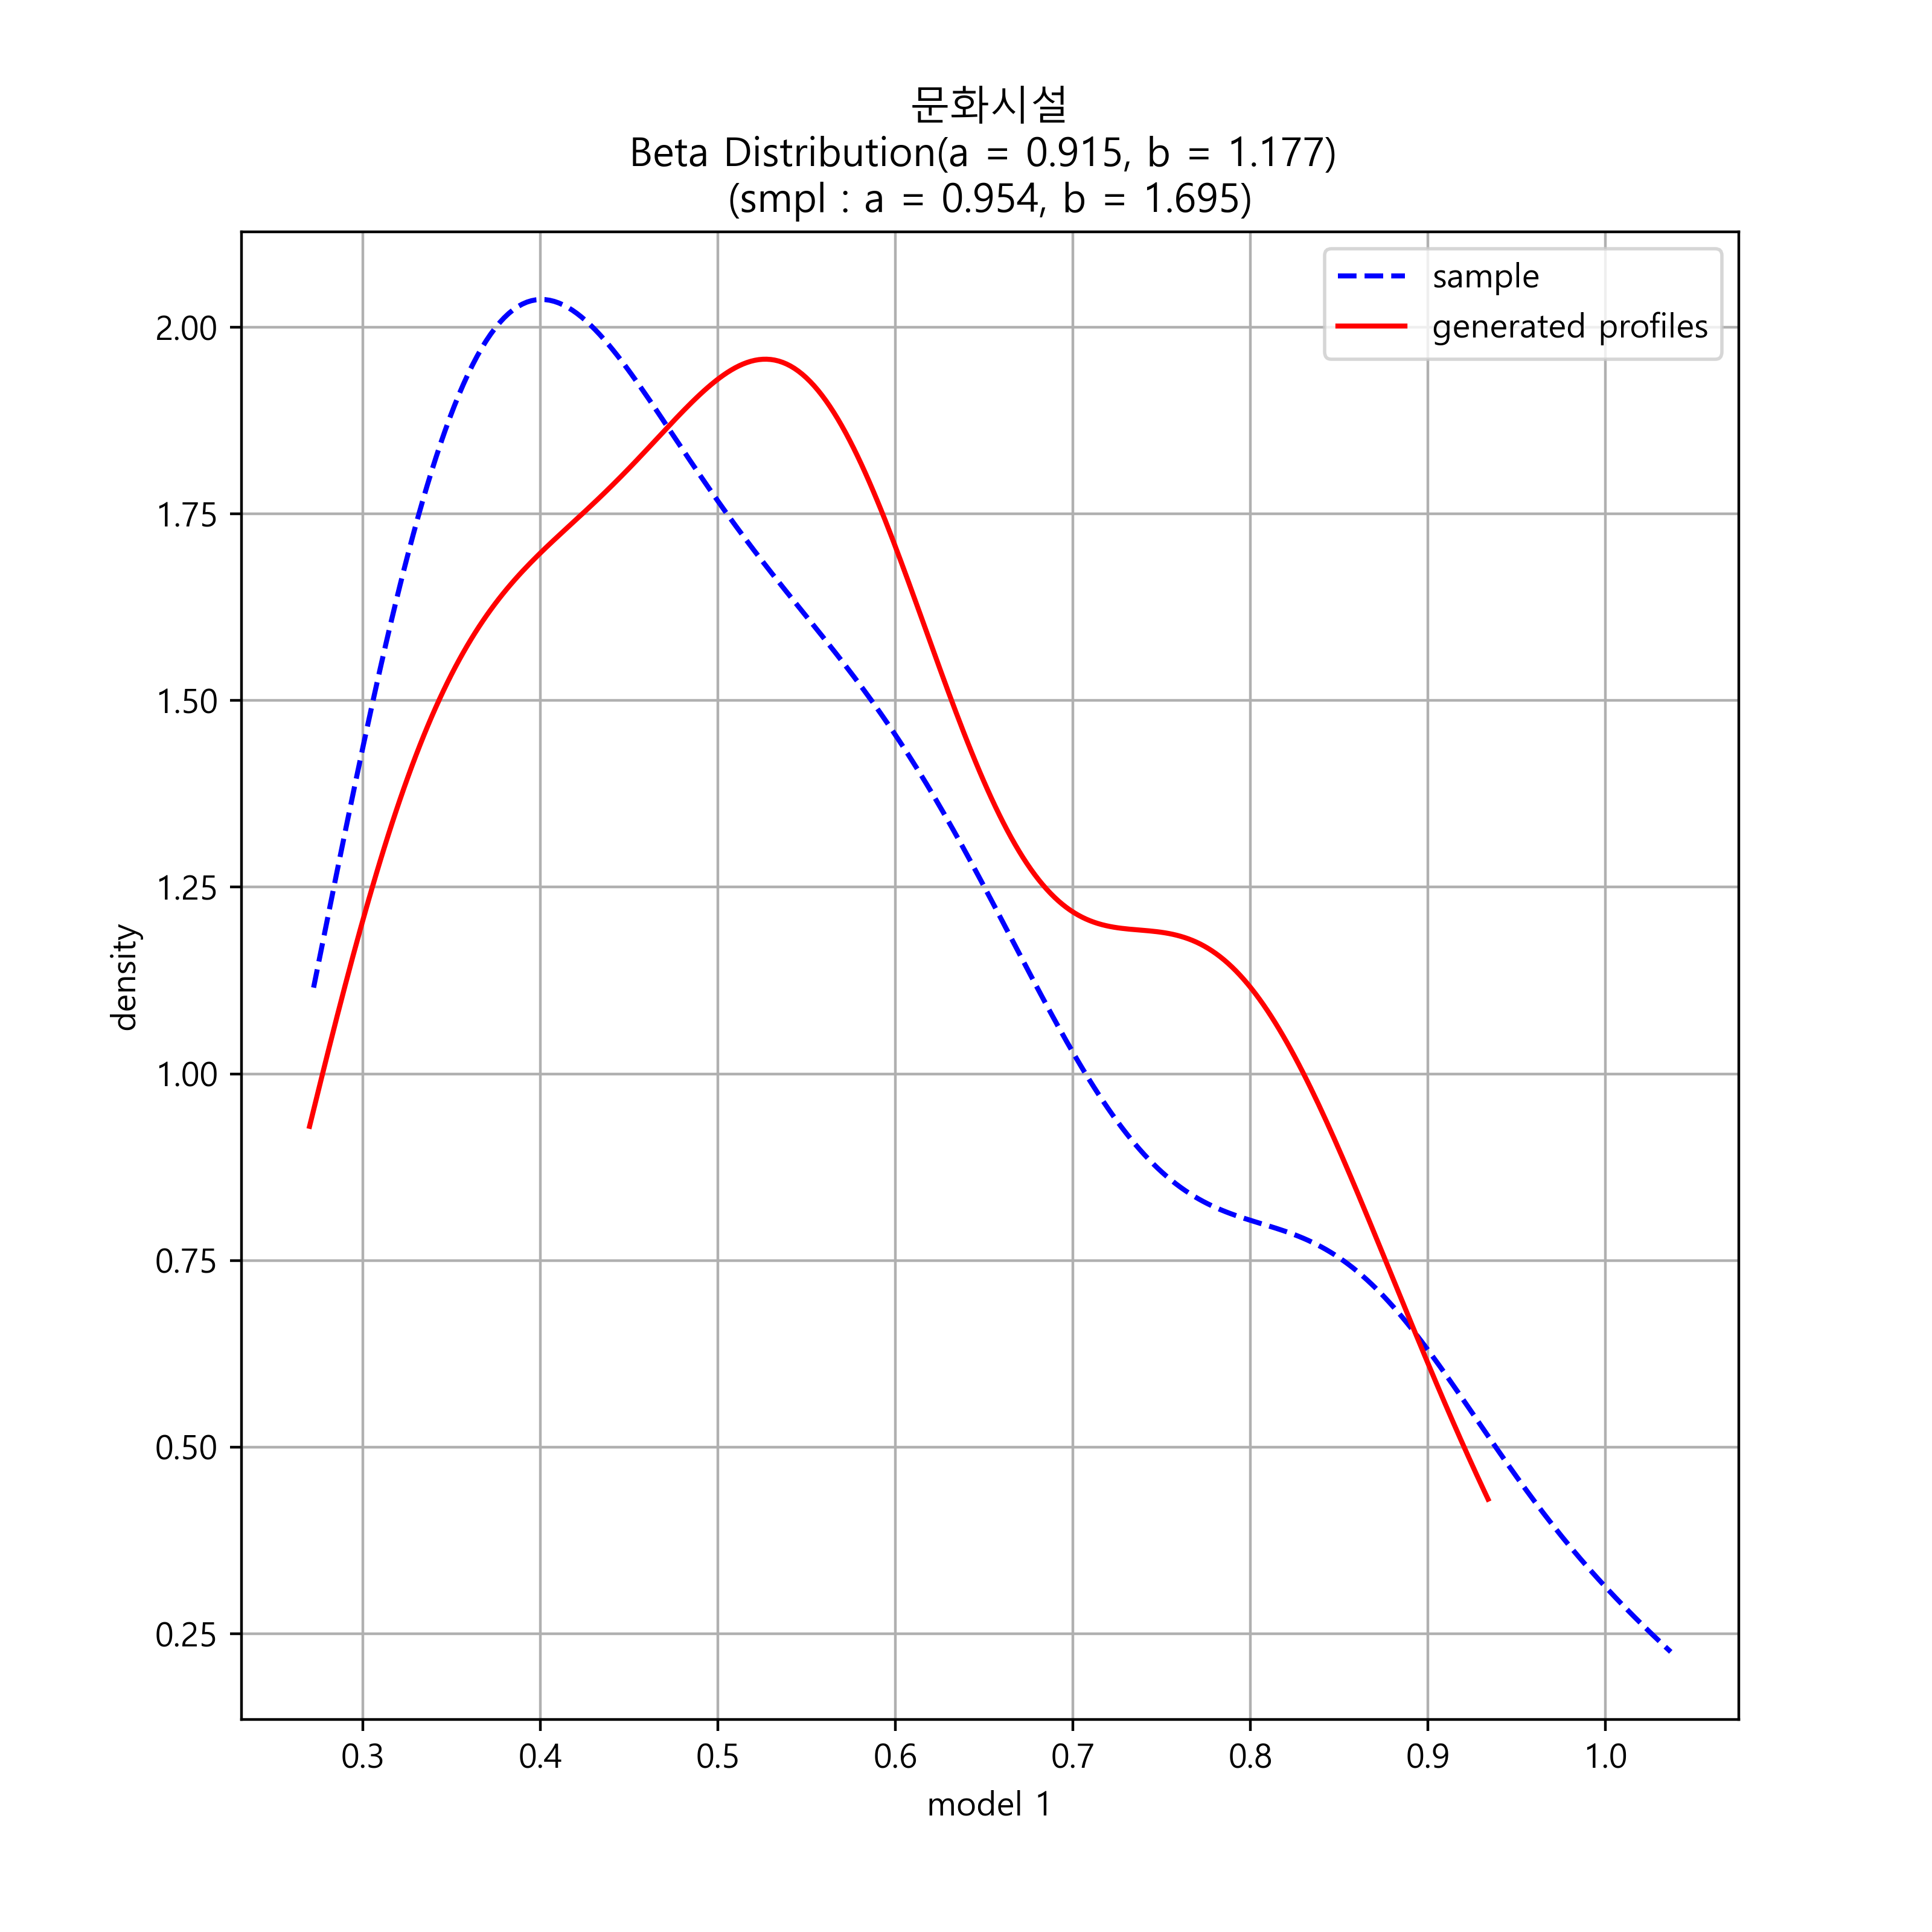 문화시설
Beta Distribution(a = 0.915, b = 1.177)
(smpl : a = 0.954, b = 1.695)
sample
generated profiles
2.00
1.75
1.50
1.25
1.00
0.75
0.50
0.25
density
0.3 0.4 0.5 0.6 0.7 0.8 0.9 1.0
model 1